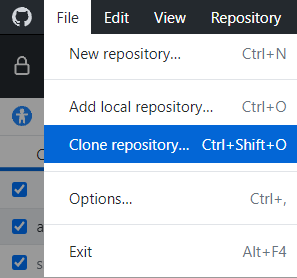 File Edit View Repository
New repository... Ctrl+N
Add local repository... Ctrl+O
Clone repository... Ctrl+Shift+O
Options... Ctrl+,
Exit Alt+F4